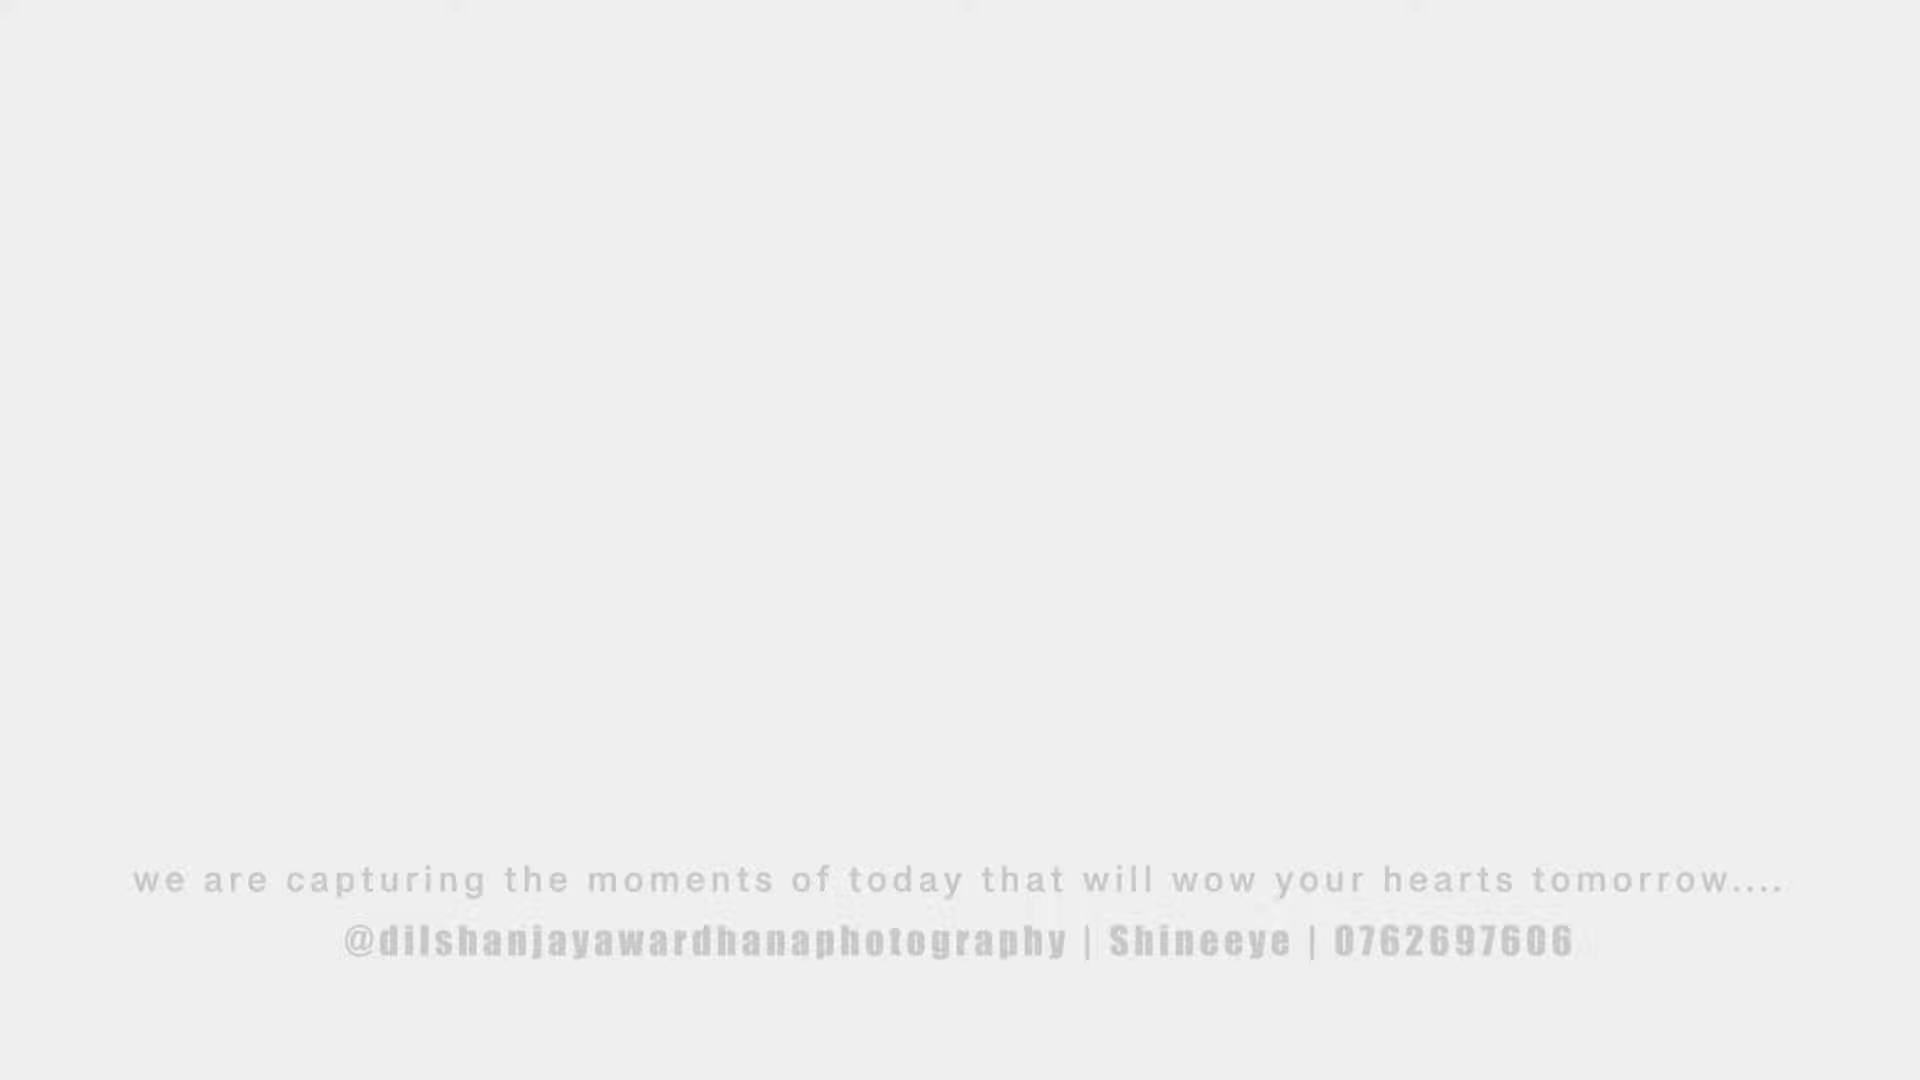 we are capturing the moments of today that will wow your hearts tomorrow....
@dilshanjayawardhanaphotography | Shineeye | 0762697606